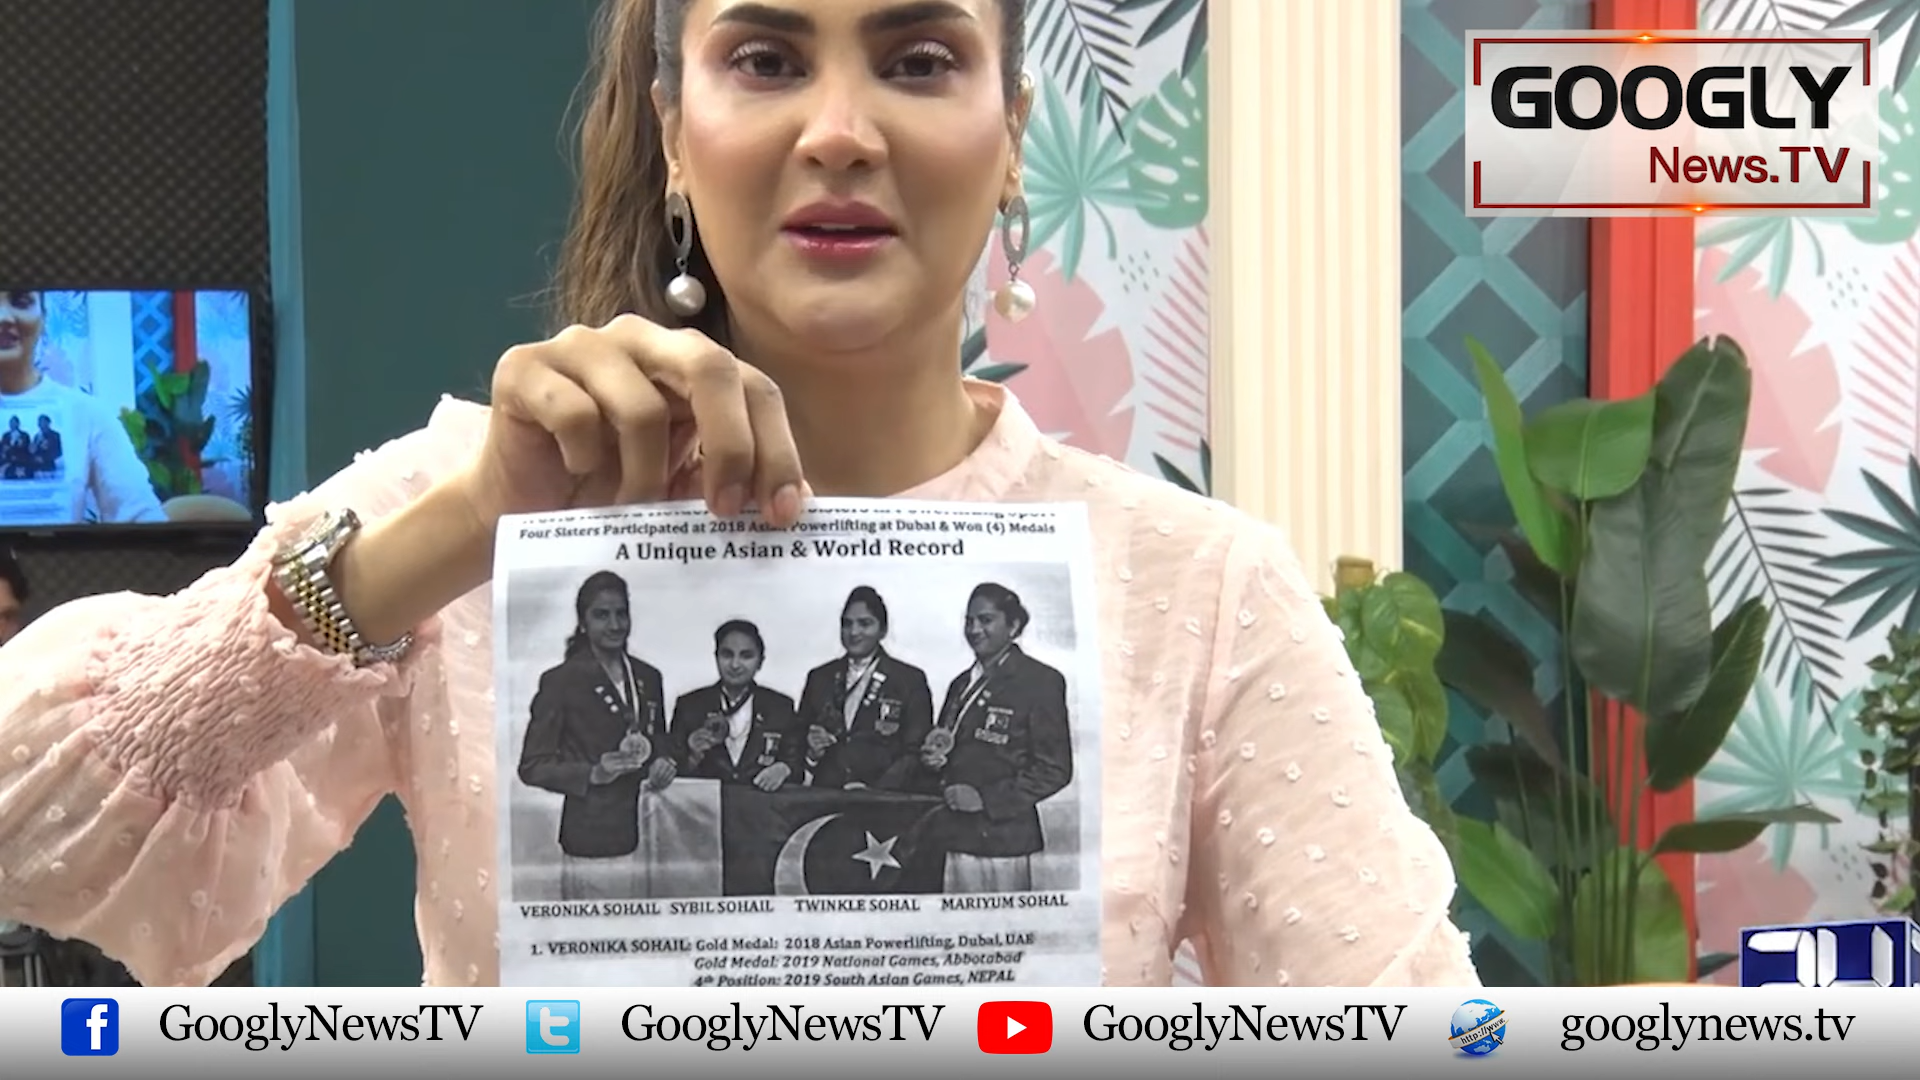 GOOGLY
News.TV
Four Sisters Participated at 2018 Asian Powerlifting at Dubai & Won (4) Medals
A Unique Asian & World Record
VERONIKA SOHAIL SYBIL SOHAIL TWINKLE SOHAL MARIYUM SOHAL
1. VERONIKA SOHAIL: Gold Medal: 2018 Asian Powerlifting, Dubai, UAE
Gold Medal: 2019 National Games, Abbotabad
4th Position: 2019 South Asian Games, NEPAL
GooglyNewsTV GooglyNewsTV GooglyNewsTV googlynews.tv